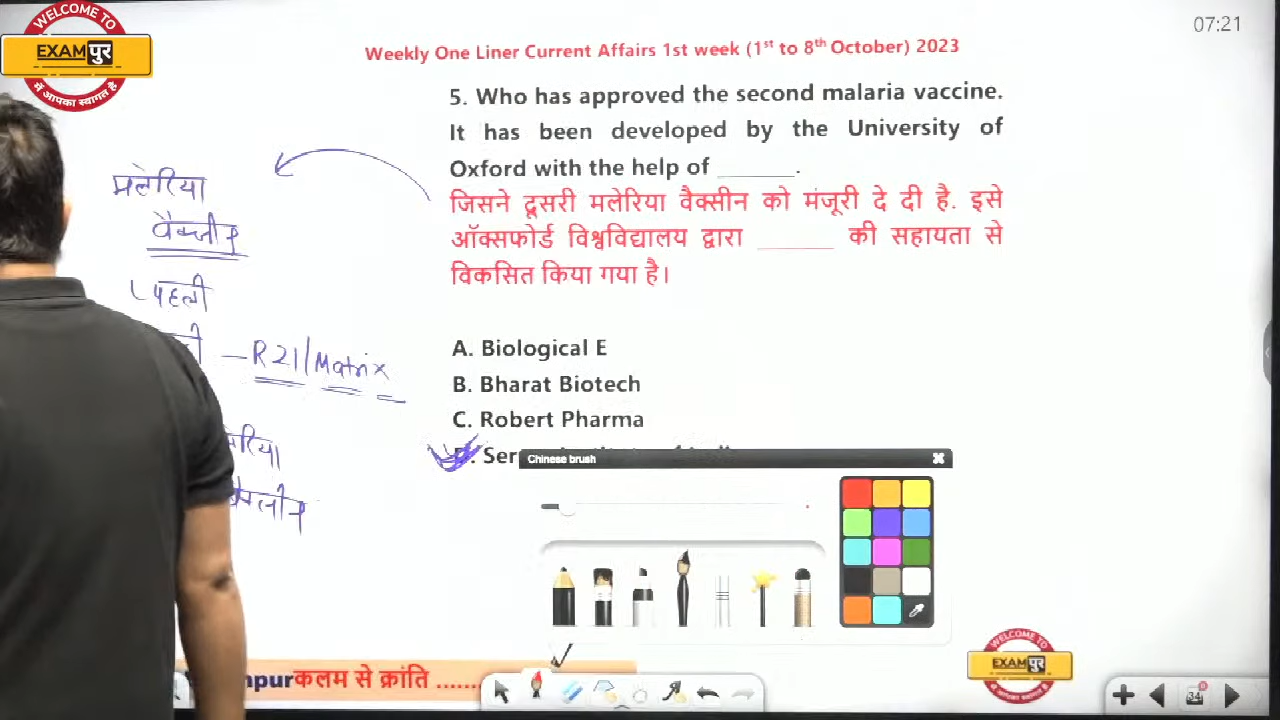 WELCOME TO
EXAMपुर
में आपका स्वागत है
07:21
Weekly One Liner Current Affairs 1st week (1st to 8th October) 2023
5. Who has approved the second malaria vaccine.
It has been developed by the University of
Oxford with the help of ______.
जिसने दूसरी मलेरिया वैक्सीन को मंजूरी दे दी है. इसे
ऑक्सफोर्ड विश्वविद्यालय द्वारा ______ की सहायता से
विकसित किया गया है।
मलेरिया
वैक्सीन
पहली
R21/Matrix
A. Biological E
B. Bharat Biotech
C. Robert Pharma
Chinese brush
कलम से क्रांति .......
WELCOME TO
EXAMपुर
34